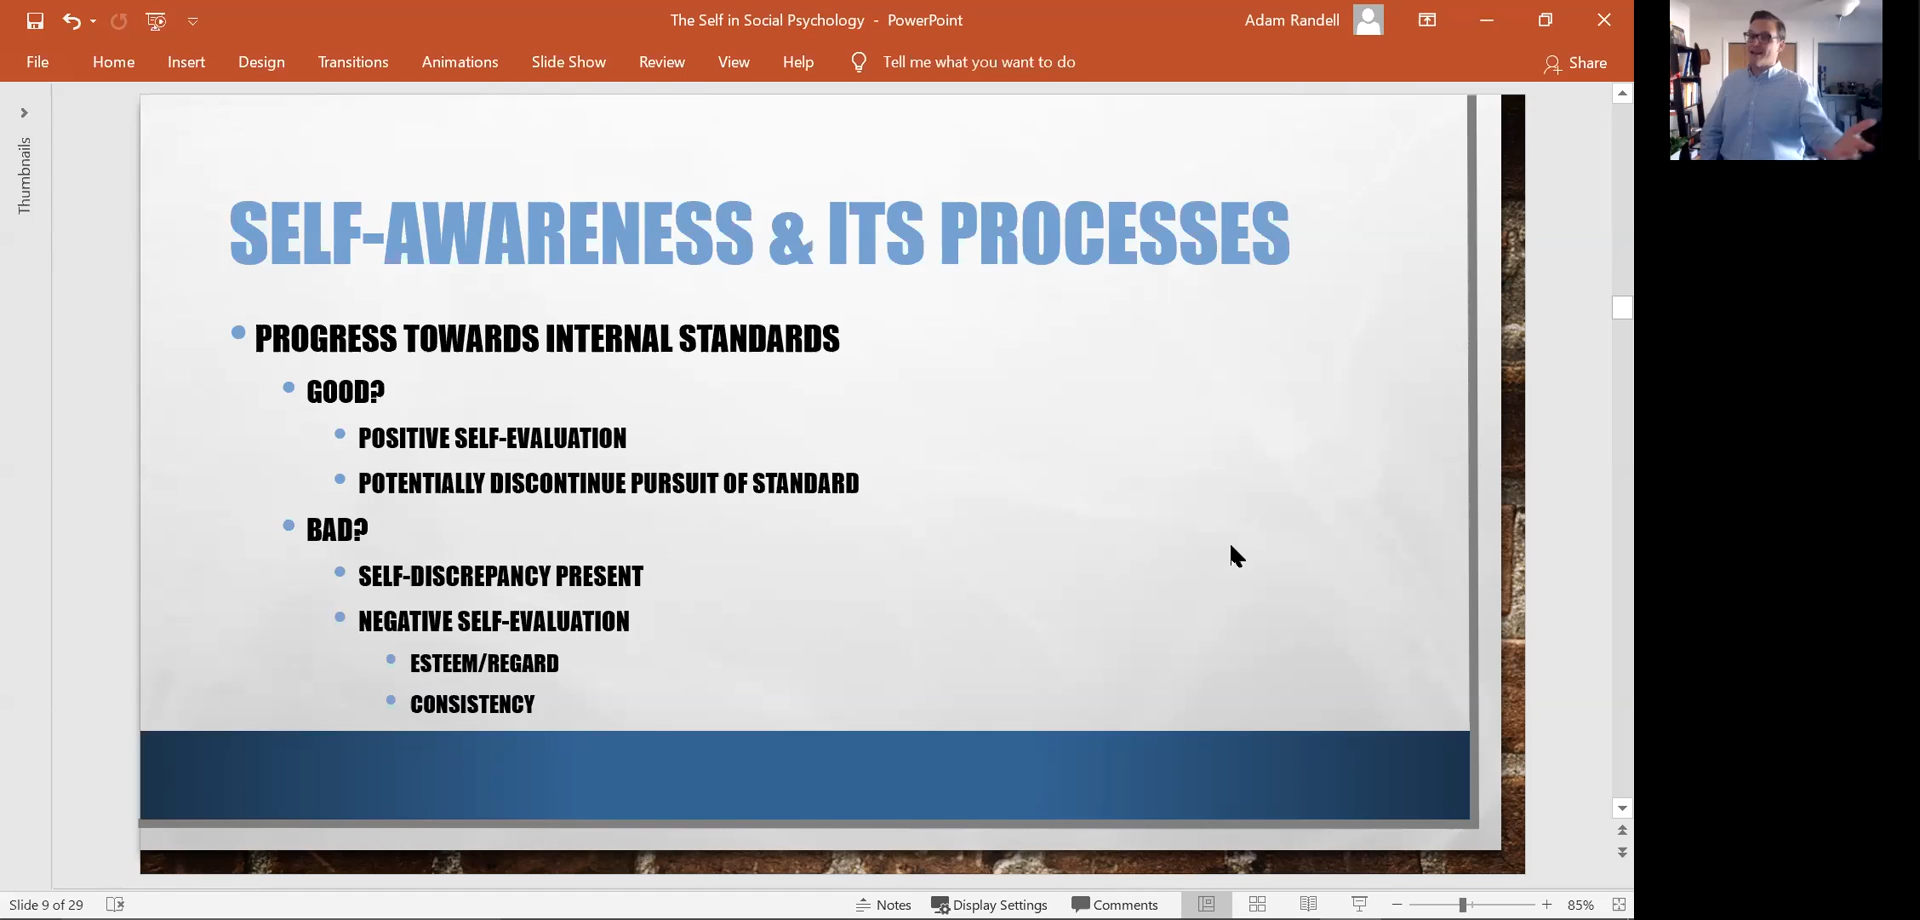 The Self in Social Psychology - PowerPoint
Adam Randell
File Home Insert Design Transitions Animations Slide Show Review View Help Tell me what you want to do Share
Thumbnails
SELF-AWARENESS & ITS PROCESSES
PROGRESS TOWARDS INTERNAL STANDARDS
GOOD?
POSITIVE SELF-EVALUATION
POTENTIALLY DISCONTINUE PURSUIT OF STANDARD
BAD?
SELF-DISCREPANCY PRESENT
NEGATIVE SELF-EVALUATION
ESTEEM/REGARD
CONSISTENCY
Slide 9 of 29 Notes Display Settings Comments 85%